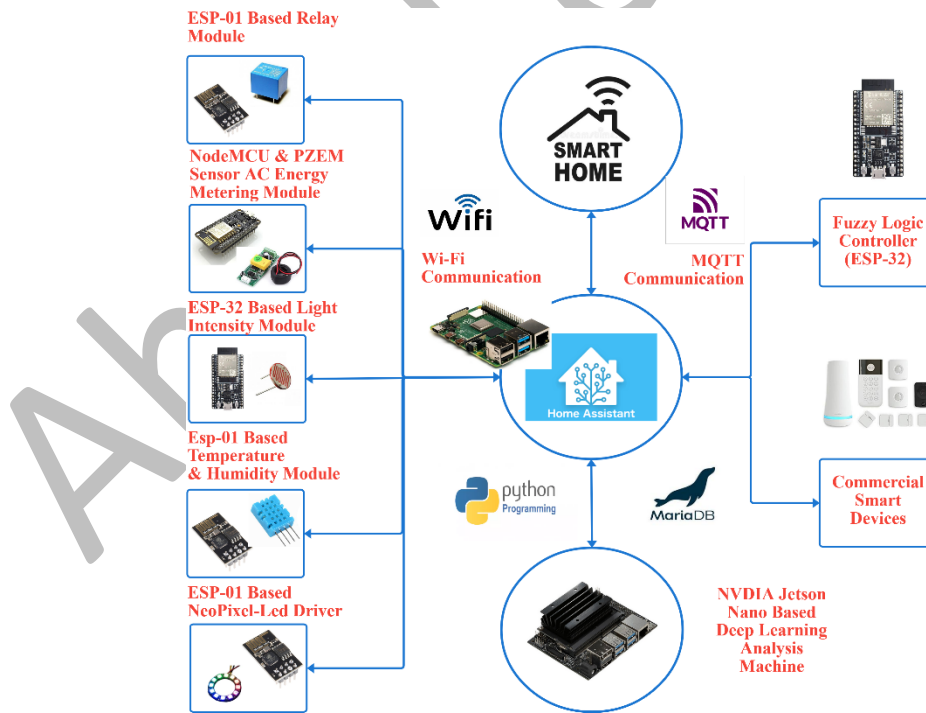 ESP-01 Based Relay
Module
NodeMCU & PZEM
Sensor AC Energy
Metering Module
ESP-32 Based Light
Intensity Module
Esp-01 Based
Temperature
& Humidity Module
ESP-01 Based
NeoPixel-Led Driver
SMART
HOME
Wifi
Wi-Fi
Communication
MQTT
MQTT
Communication
Home Assistant
python
Programming
MariaDB
NVDIA Jetson
Nano Based
Deep Learning
Analysis
Machine
Fuzzy Logic
Controller
(ESP-32)
Commercial
Smart
Devices